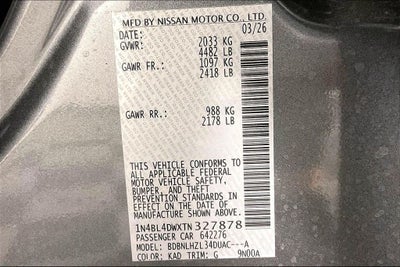 MFD BY NISSAN MOTOR CO., LTD.
DATE: 03/26
GVWR: 2033 KG
4482 LB
GAWR FR.: 1097 KG
2418 LB
GAWR RR.: 988 KG
2178 LB
THIS VEHICLE CONFORMS TO
ALL APPLICABLE FEDERAL
MOTOR VEHICLE SAFETY,
BUMPER, AND THEFT
PREVENTION STANDARDS IN
EFFECT ON THE DATE OF
MANUFACTURE SHOWN ABOVE.
1N4BL4DWXTN327878
PASSENGER CAR 642276
MODEL: BDBNLHZL34DUAC---A
COLOR: KAD TRIM: G 9N00A